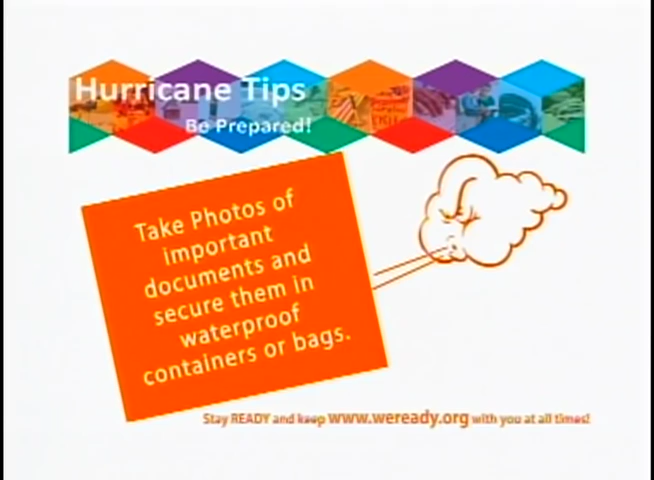 Hurricane Tips
Be Prepared!
Take Photos of
important
documents and
secure them in
waterproof
containers or bags.
Stay READY and keep www.weready.org with you at all times!